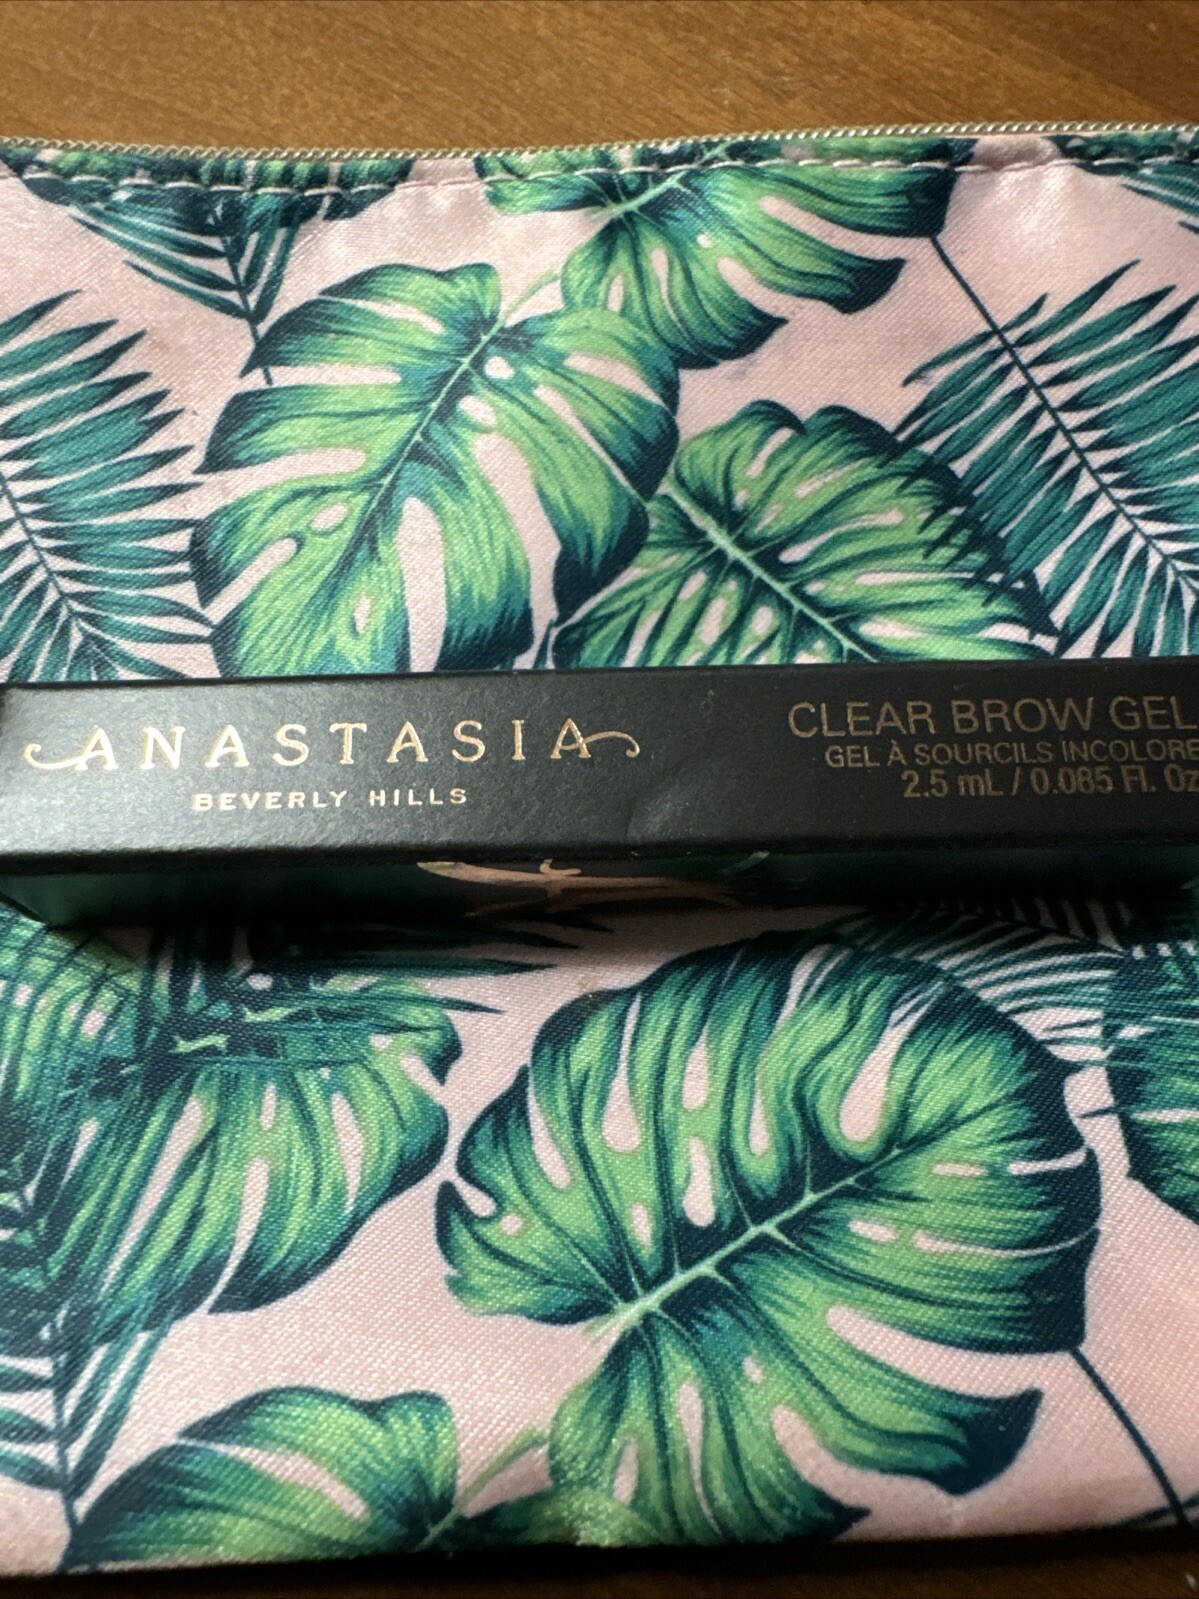 ANASTASIA
BEVERLY HILLS
CLEAR BROW GEL
GEL À SOURCILS INCOLORE
2.5 mL / 0.085 Fl. Oz